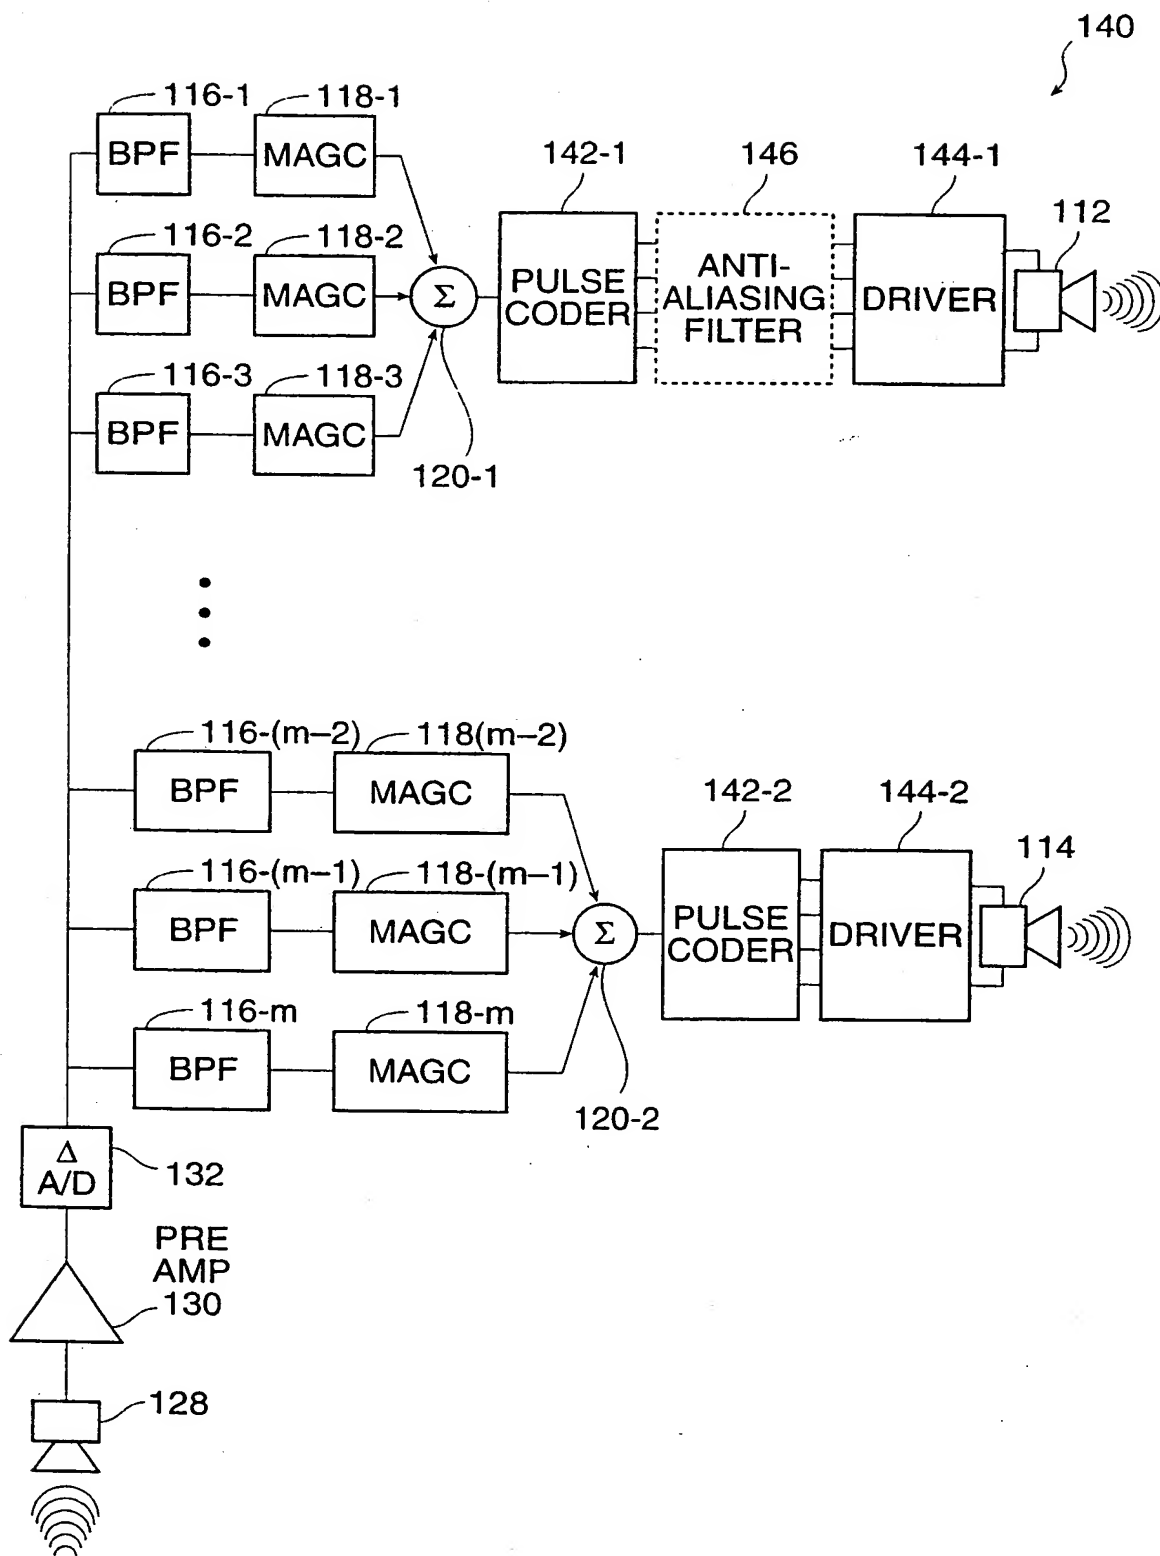 140
116-1
118-1
142-1
146
144-1
BPF
MAGC
112
116-2
118-2
BPF
MAGC
Σ
PULSE
CODER
ANTI-
ALIASING
FILTER
DRIVER
116-3
118-3
BPF
MAGC
120-1
116-(m–2)
118(m–2)
BPF
MAGC
142-2
144-2
116-(m–1)
118-(m–1)
114
BPF
MAGC
Σ
PULSE
CODER
DRIVER
116-m
118-m
BPF
MAGC
120-2
Δ
A/D
132
PRE
AMP
130
128